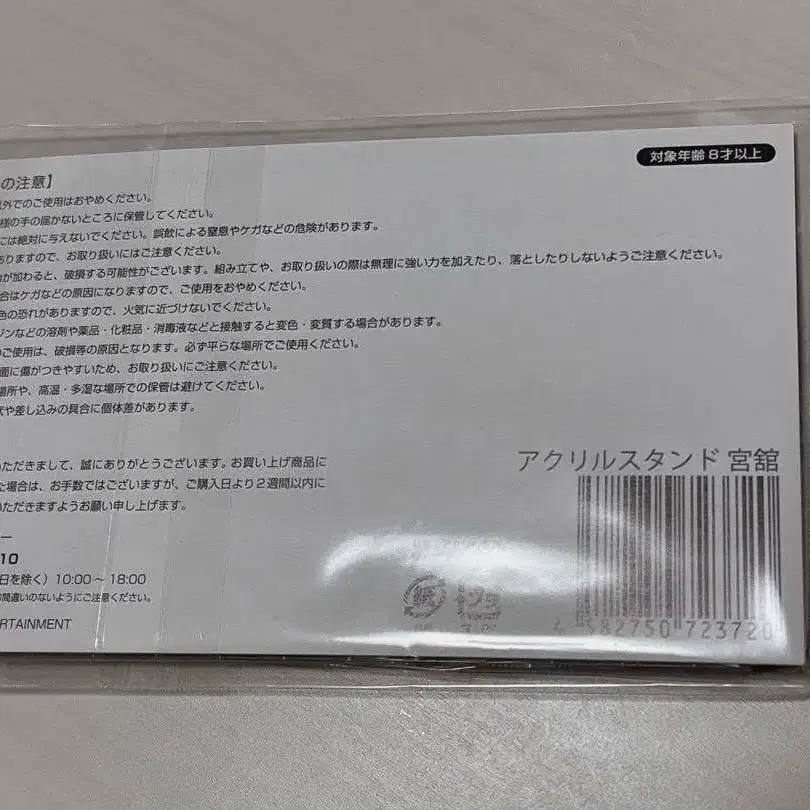 対象年齢 8才以上
の注意】
外でのご使用はおやめください。
様の手の届かないところに保管してください。
には絶対に与えないでください。誤飲による窒息やケガなどの危険があります。
ありますので、お取り扱いにはご注意ください。
が加わると、破損する可能性がございます。組み立てや、お取り扱いの際は無理に強い力を加えたり、落としたりしないようご注意ください。
合はケガなどの原因になりますので、ご使用をおやめください。
色の恐れがありますので、火気に近づけないでください。
ジンなどの溶剤や薬品・化粧品・消毒液などと接触すると変色・変質する場合があります。
のご使用は、破損等の原因となります。必ず平らな場所でご使用ください。
面に傷がつきやすいため、お取り扱いにご注意ください。
場所や、高温・多湿な場所での保管は避けてください。
や差し込みの具合に個体差があります。
いただきまして、誠にありがとうございます。お買い上げ商品に
た場合は、お手数ではございますが、ご購入日より2週間以内に
いただきますようお願い申し上げます。
ー
10
日を除く）10:00～18:00
間違いのないようにご注意ください。
RTAINMENT
アクリルスタンド 宮舘
4 582750 723720
紙
プラ